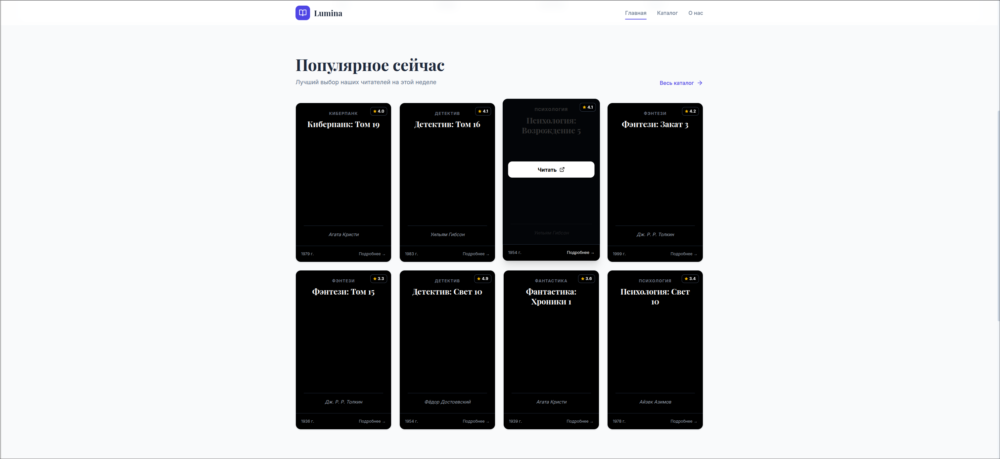 Lumina
Главная Каталог О нас
Популярное сейчас
Лучший выбор наших читателей на этой неделе
Весь каталог →
КИБЕРПАНК
4.0
Киберпанк: Том 19
Агата Кристи
1979 г. Подробнее →
ДЕТЕКТИВ
4.1
Детектив: Том 16
Уильям Гибсон
1983 г. Подробнее →
ПСИХОЛОГИЯ
4.1
Психология:
Возрождение 5
Читать
Уильям Гибсон
1954 г. Подробнее →
ФЭНТЕЗИ
4.2
Фэнтези: Закат 3
Дж. Р. Р. Толкин
1999 г. Подробнее →
ФЭНТЕЗИ
3.3
Фэнтези: Том 15
Дж. Р. Р. Толкин
1936 г. Подробнее →
ДЕТЕКТИВ
4.9
Детектив: Свет 10
Фёдор Достоевский
1954 г. Подробнее →
ФАНТАСТИКА
3.6
Фантастика:
Хроники 1
Агата Кристи
1939 г. Подробнее →
ПСИХОЛОГИЯ
3.4
Психология: Свет
10
Айзек Азимов
1978 г. Подробнее →